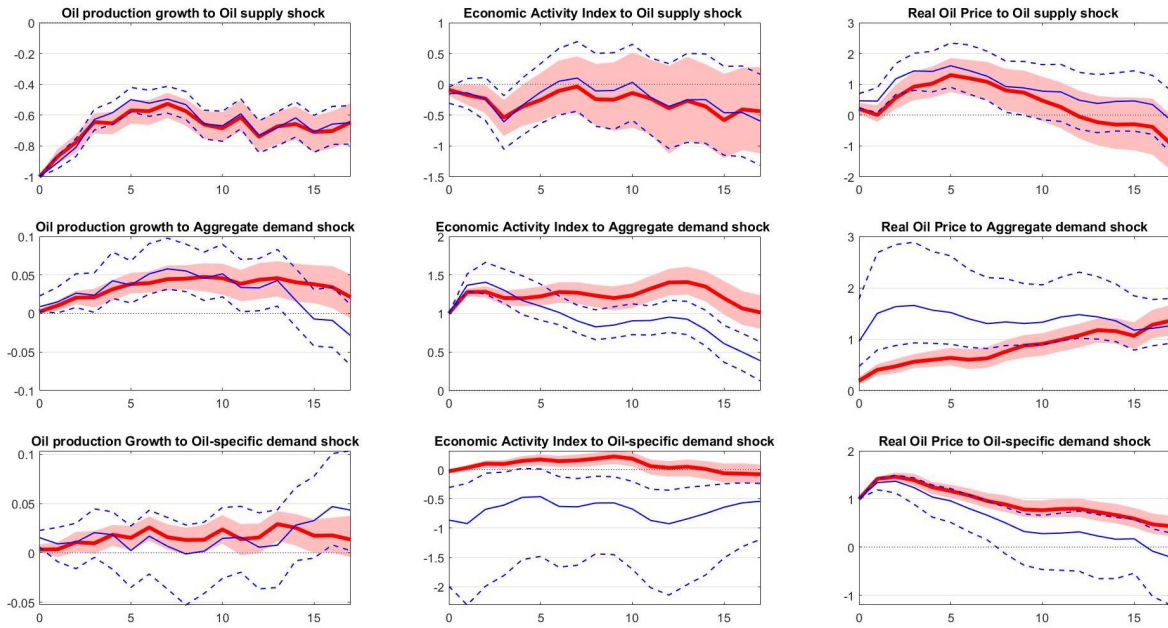 Oil production growth to Oil supply shock
0
-0.2
-0.4
-0.6
-0.8
-1
0 5 10 15
Economic Activity Index to Oil supply shock
1
0.5
0
-0.5
-1
-1.5
0 5 10 15
Real Oil Price to Oil supply shock
3
2
1
0
-1
-2
0 5 10 15
Oil production growth to Aggregate demand shock
0.1
0.05
0
-0.05
-0.1
0 5 10 15
Economic Activity Index to Aggregate demand shock
2
1.5
1
0.5
0
0 5 10 15
Real Oil Price to Aggregate demand shock
3
2
1
0
0 5 10 15
Oil production Growth to Oil-specific demand shock
0.1
0.05
0
-0.05
0 5 10 15
Economic Activity Index to Oil-specific demand shock
0
-0.5
-1
-1.5
-2
0 5 10 15
Real Oil Price to Oil-specific demand shock
2
1
0
-1
0 5 10 15